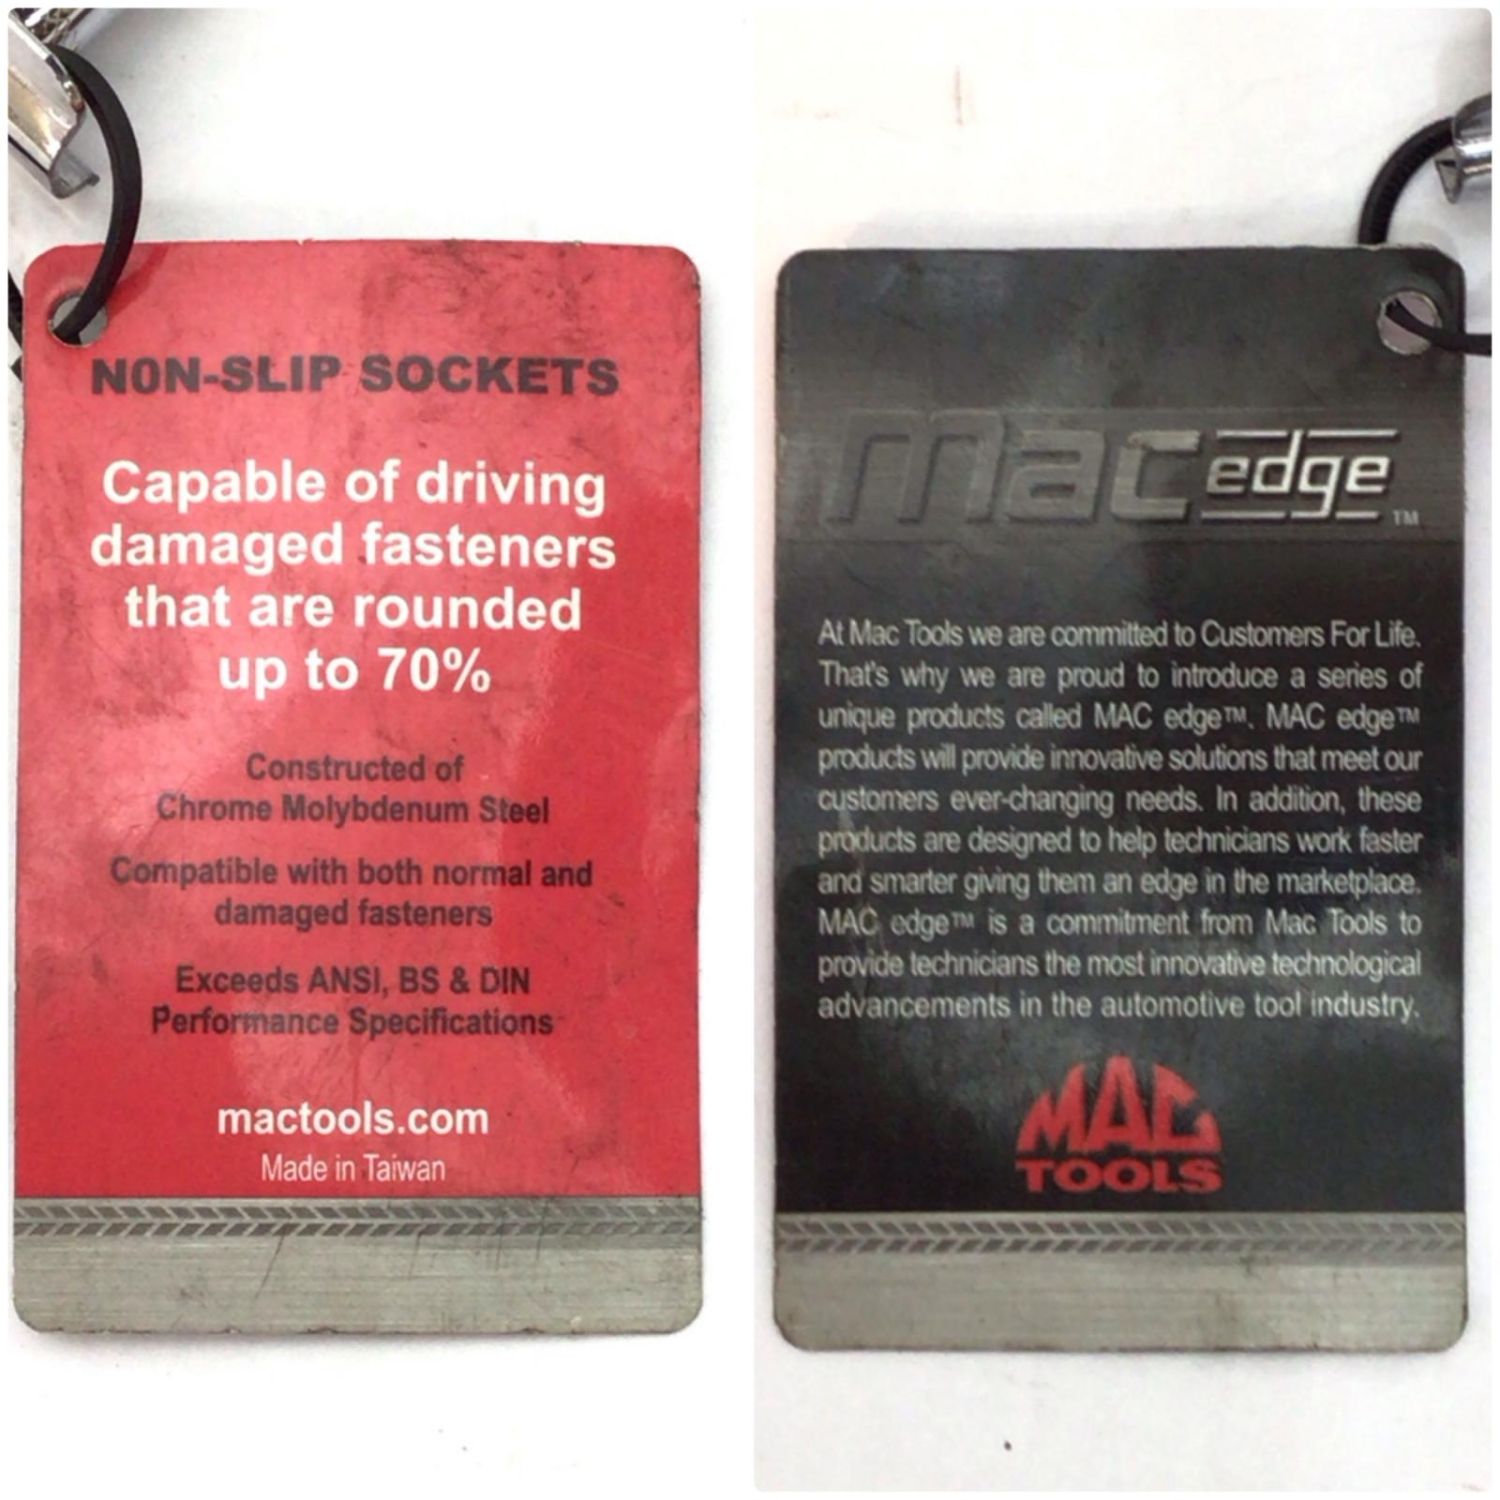 NON-SLIP SOCKETS
Capable of driving
damaged fasteners
that are rounded
up to 70%
Constructed of
Chrome Molybdenum Steel
Compatible with both normal and
damaged fasteners
Exceeds ANSI, BS & DIN
Performance Specifications
mactools.com
Made in Taiwan
mac edge™
At Mac Tools we are committed to Customers For Life.
That's why we are proud to introduce a series of
unique products called MAC edge™. MAC edge™
products will provide innovative solutions that meet our
customers ever-changing needs. In addition, these
products are designed to help technicians work faster
and smarter giving them an edge in the marketplace.
MAC edge™ is a commitment from Mac Tools to
provide technicians the most innovative technological
advancements in the automotive tool industry.
MAC
TOOLS